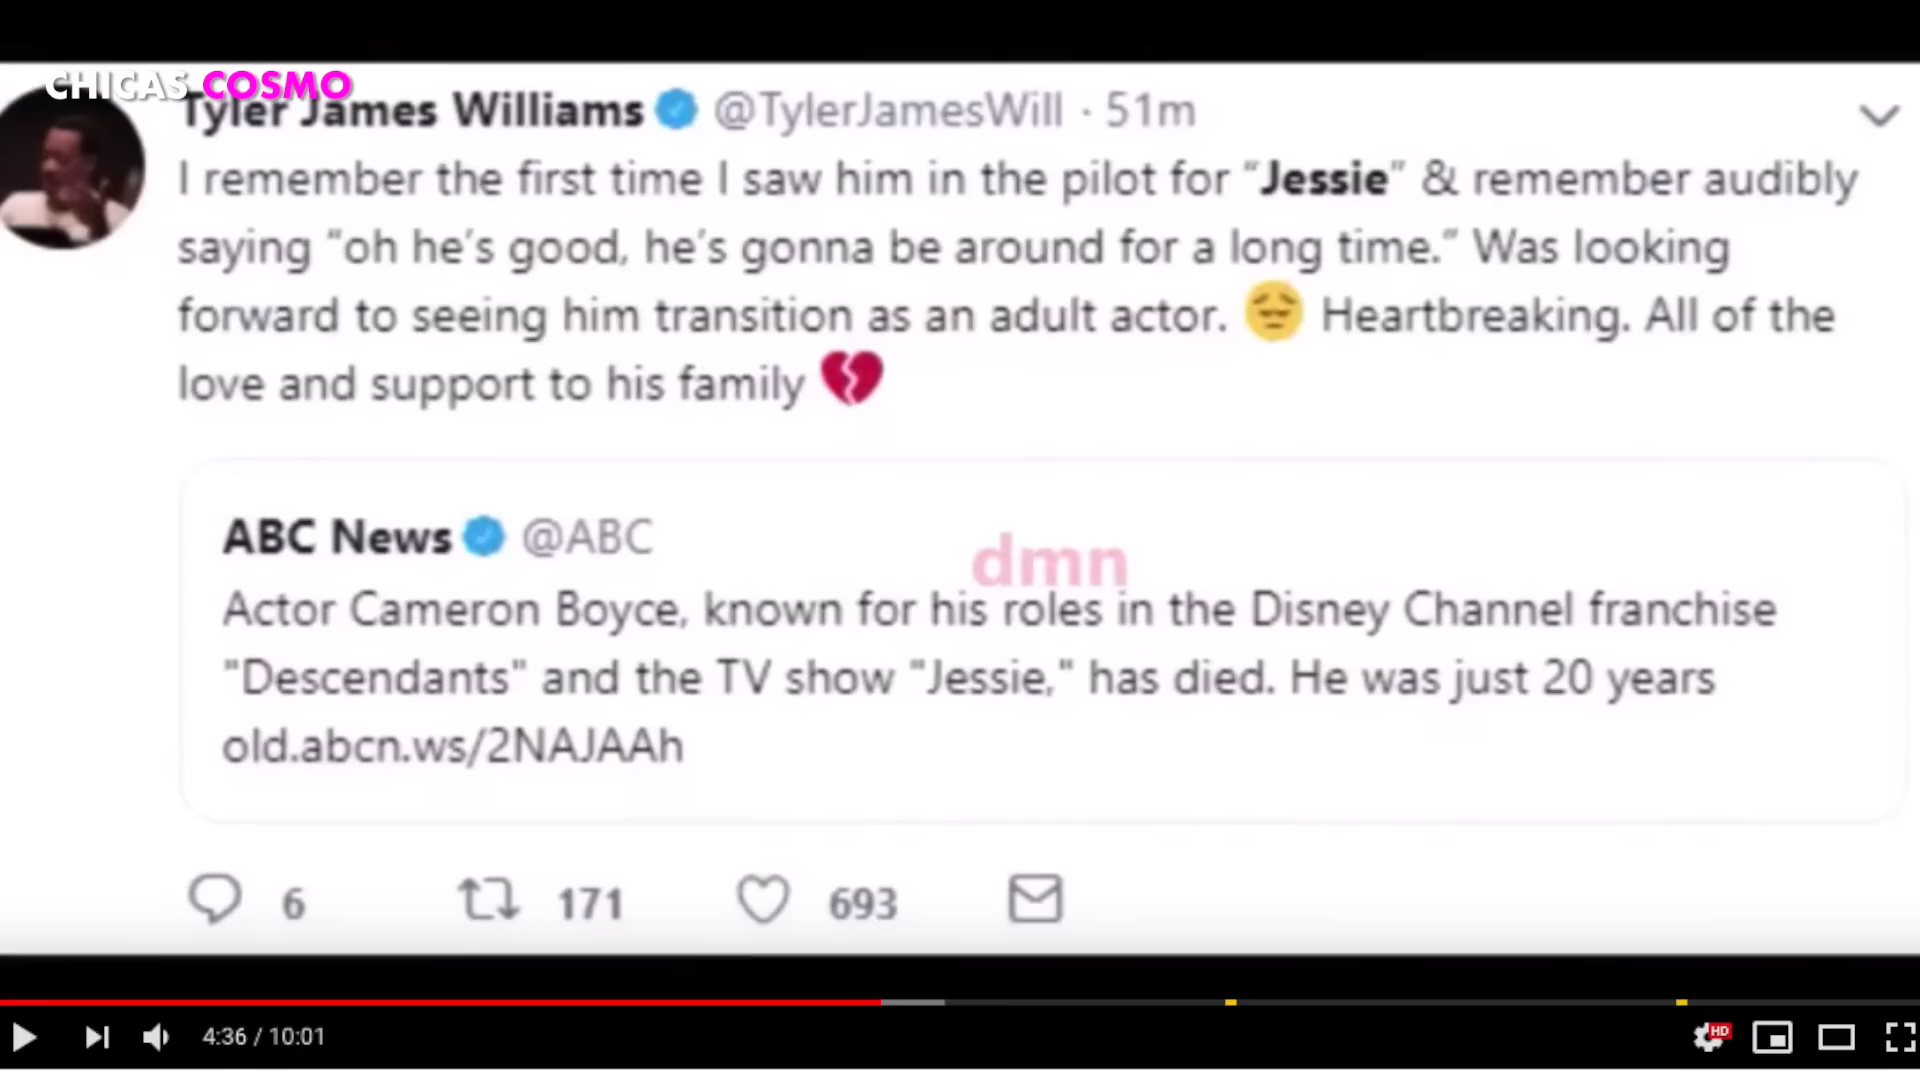 CHICAS COSMO
Tyler James Williams @TylerJamesWill · 51m
I remember the first time I saw him in the pilot for “Jessie” & remember audibly
saying “oh he’s good, he’s gonna be around for a long time.” Was looking
forward to seeing him transition as an adult actor. 😔 Heartbreaking. All of the
love and support to his family 💔
ABC News @ABC
dmn
Actor Cameron Boyce, known for his roles in the Disney Channel franchise
"Descendants" and the TV show "Jessie," has died. He was just 20 years
old.abcn.ws/2NAJAAh
6 171 693
4:36 / 10:01
HD